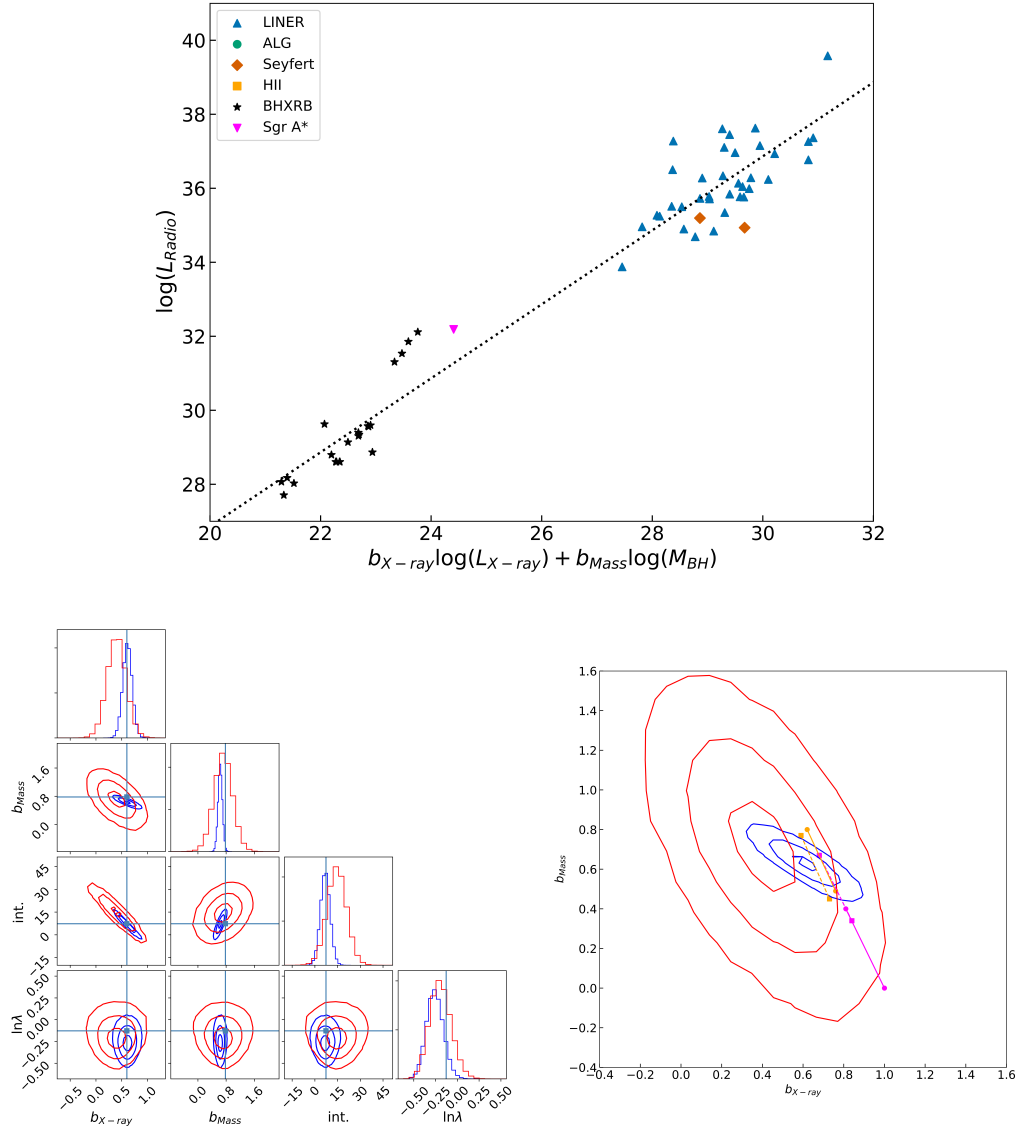 LINER
ALG
Seyfert
HII
BHXRB
Sgr A*
40
38
36
34
32
30
28
log(L_Radio)
20 22 24 26 28 30 32
b_X-ray log(L_X-ray) + b_Mass log(M_BH)
1.6
0.8
0.0
b_Mass
45
30
15
0
−15
int.
0.50
0.25
0.00
−0.25
−0.50
lnλ
−0.5 0.0 0.5 1.0
b_X-ray
0.0 0.8 1.6
b_Mass
−15 0 15 30 45
int.
−0.50 −0.25 0.00 0.25 0.50
lnλ
1.6
1.4
1.2
1.0
0.8
0.6
0.4
0.2
0.0
−0.2
−0.4
b_Mass
−0.4 −0.2 0.0 0.2 0.4 0.6 0.8 1.0 1.2 1.4 1.6
b_X-ray